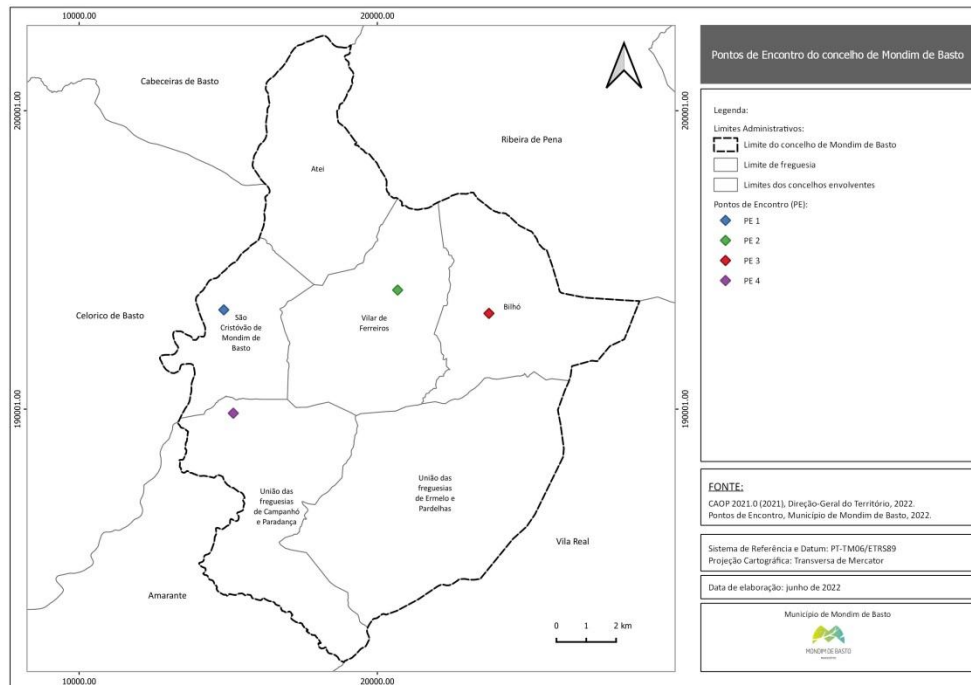 10000.00
20000.00
Pontos de Encontro do concelho de Mondim de Basto
Cabeceiras de Basto
200001.00
200001.00
Ribeira de Pena
Atei
Celorico de Basto
São
Cristóvão de
Mondim de
Basto
Vilar de
Ferreiros
Bilhó
190001.00
190001.00
União das
freguesias
de Campanhó
e Paradança
União das
freguesias
de Ermelo e
Pardelhas
Vila Real
Amarante
0 1 2 km
10000.00
20000.00
Legenda:
Limites Administrativos:
Limite do concelho de Mondim de Basto
Limite de freguesia
Limites dos concelhos envolventes
Pontos de Encontro (PE):
PE 1
PE 2
PE 3
PE 4
FONTE:
CAOP 2021.0 (2021), Direção-Geral do Território, 2022.
Pontos de Encontro, Município de Mondim de Basto, 2022.
Sistema de Referência e Datum: PT-TM06/ETRS89
Projeção Cartográfica: Transversa de Mercator
Data de elaboração: junho de 2022
Município de Mondim de Basto
MONDIM DE BASTO